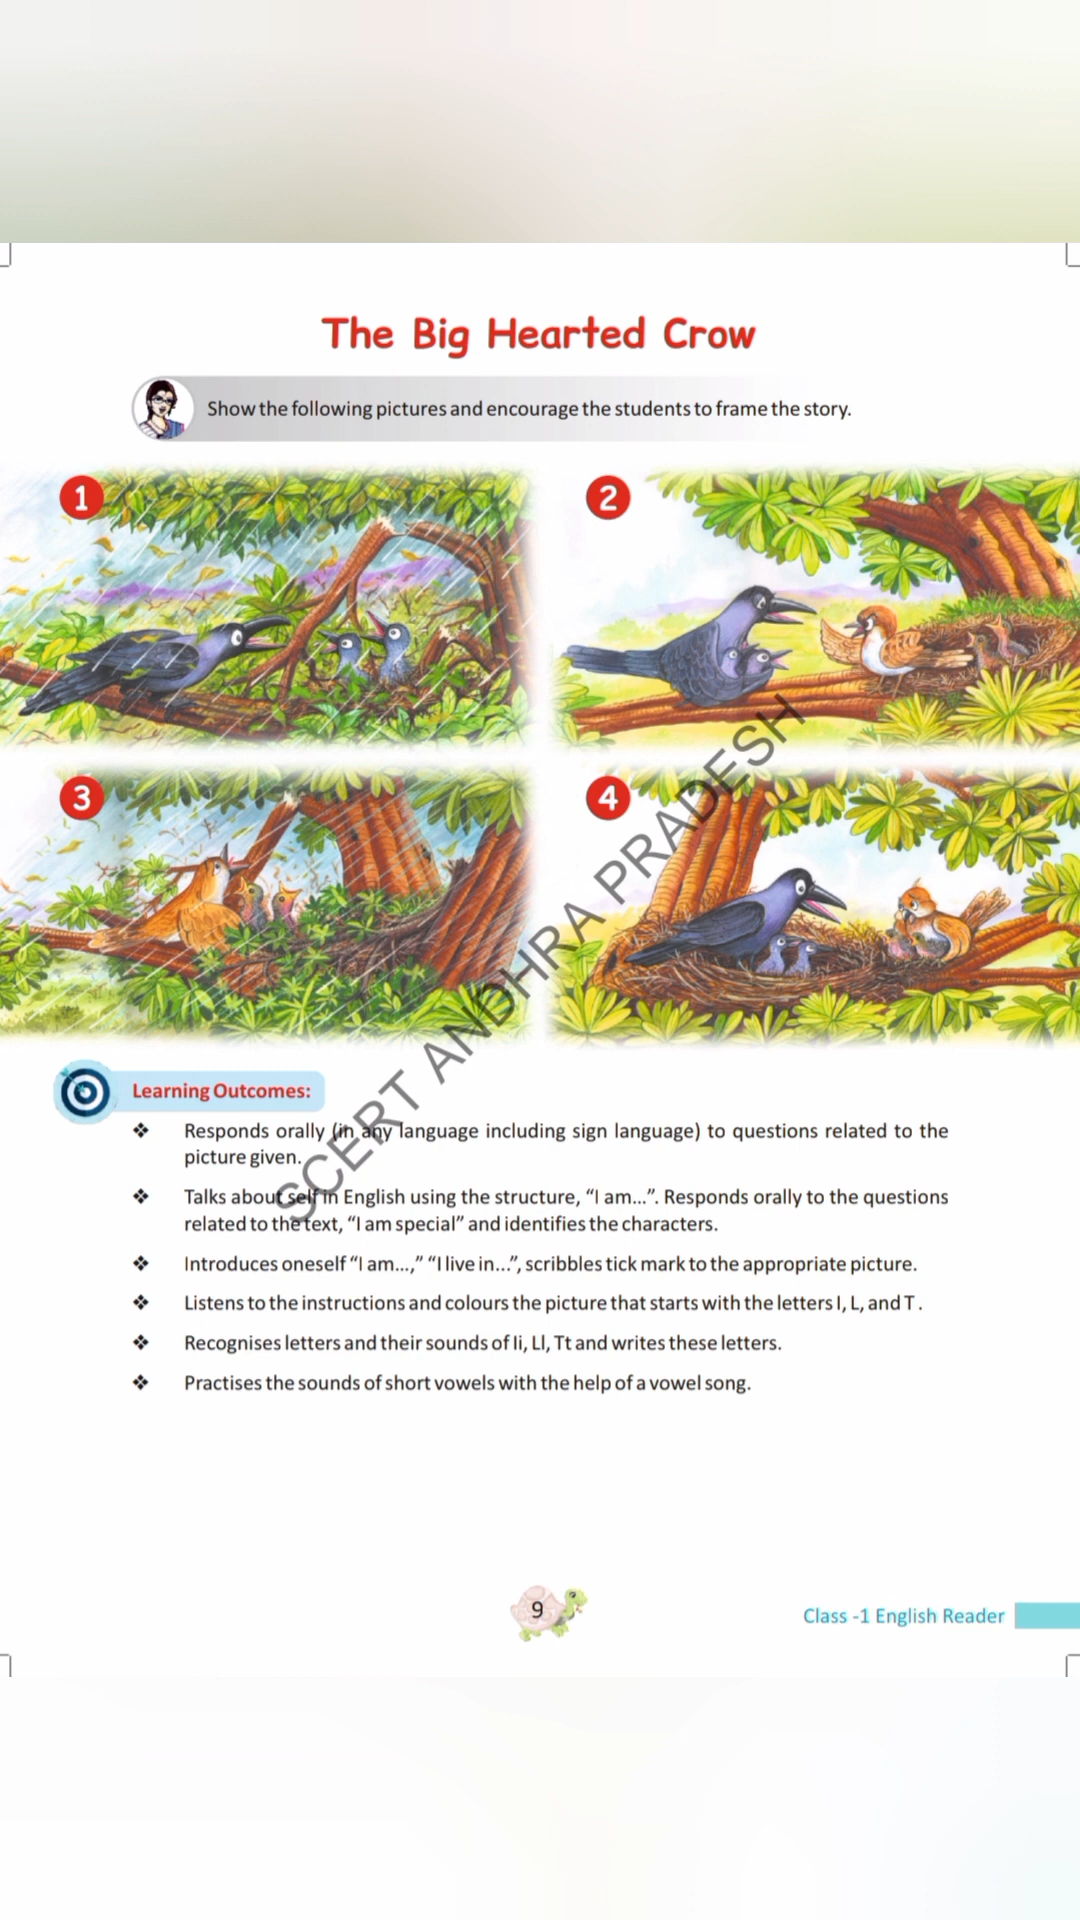 The Big Hearted Crow
Show the following pictures and encourage the students to frame the story.
1
2
3
4
SCERT ANDHRA PRADESH
Learning Outcomes:
❖ Responds orally (in any language including sign language) to questions related to the
picture given.
❖ Talks about self in English using the structure, “I am...”. Responds orally to the questions
related to the text, “I am special” and identifies the characters.
❖ Introduces oneself “I am...,” “I live in...”, scribbles tick mark to the appropriate picture.
❖ Listens to the instructions and colours the picture that starts with the letters I, L, and T .
❖ Recognises letters and their sounds of Ii, Ll, Tt and writes these letters.
❖ Practises the sounds of short vowels with the help of a vowel song.
9
Class -1 English Reader